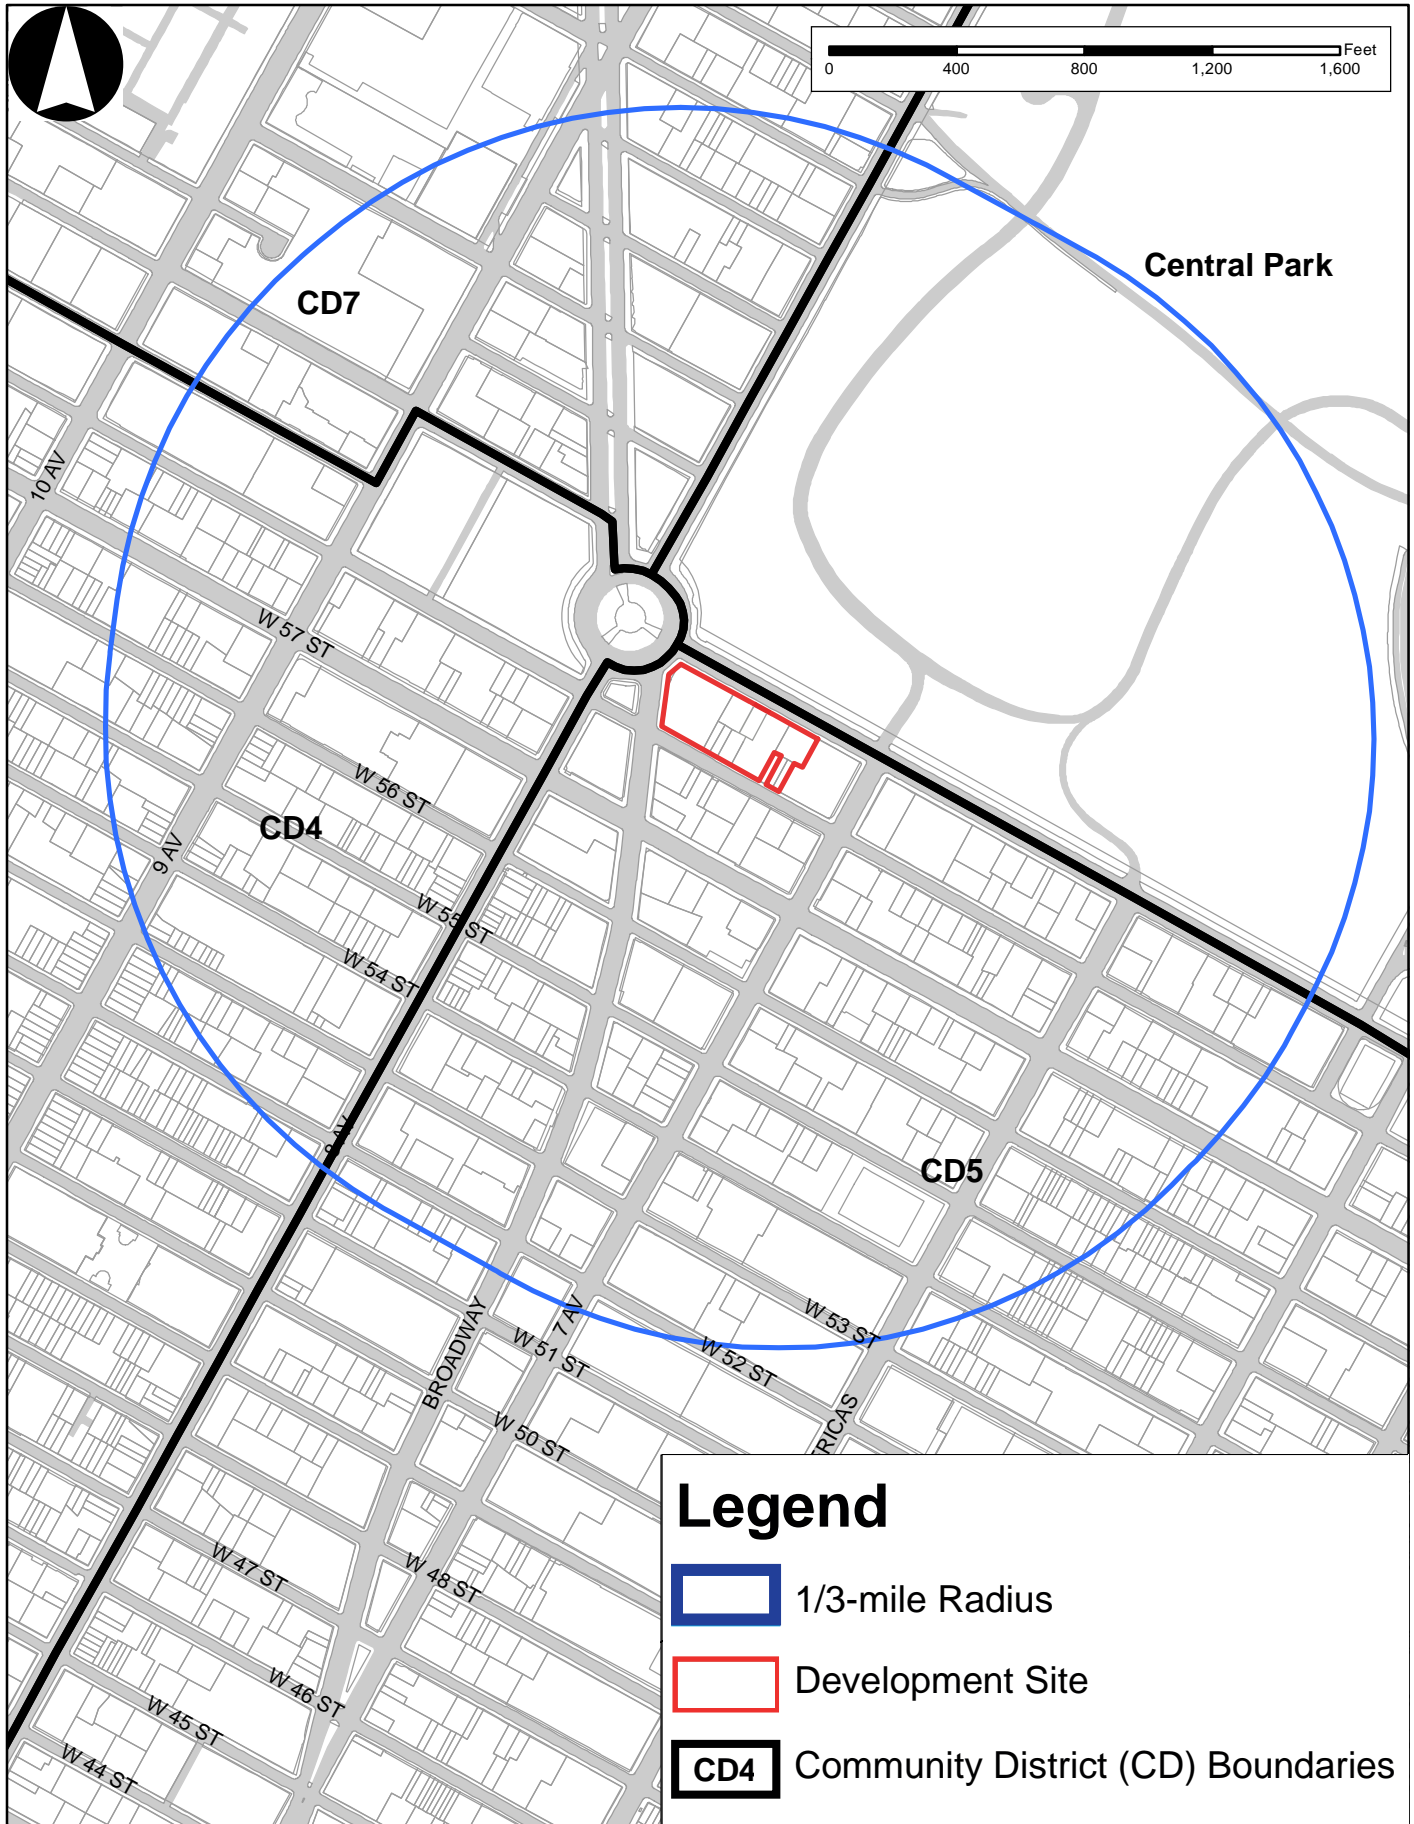 Feet
0 400 800 1,200 1,600
Central Park
CD7
10 AV
W 57 ST
W 56 ST
CD4
9 AV
W 55 ST
W 54 ST
8 AV
CD5
BROADWAY
7 AV
W 53 ST
W 52 ST
W 51 ST
W 50 ST
ERICAS
W 48 ST
W 47 ST
W 46 ST
W 45 ST
W 44 ST
Legend
1/3-mile Radius
Development Site
CD4 Community District (CD) Boundaries